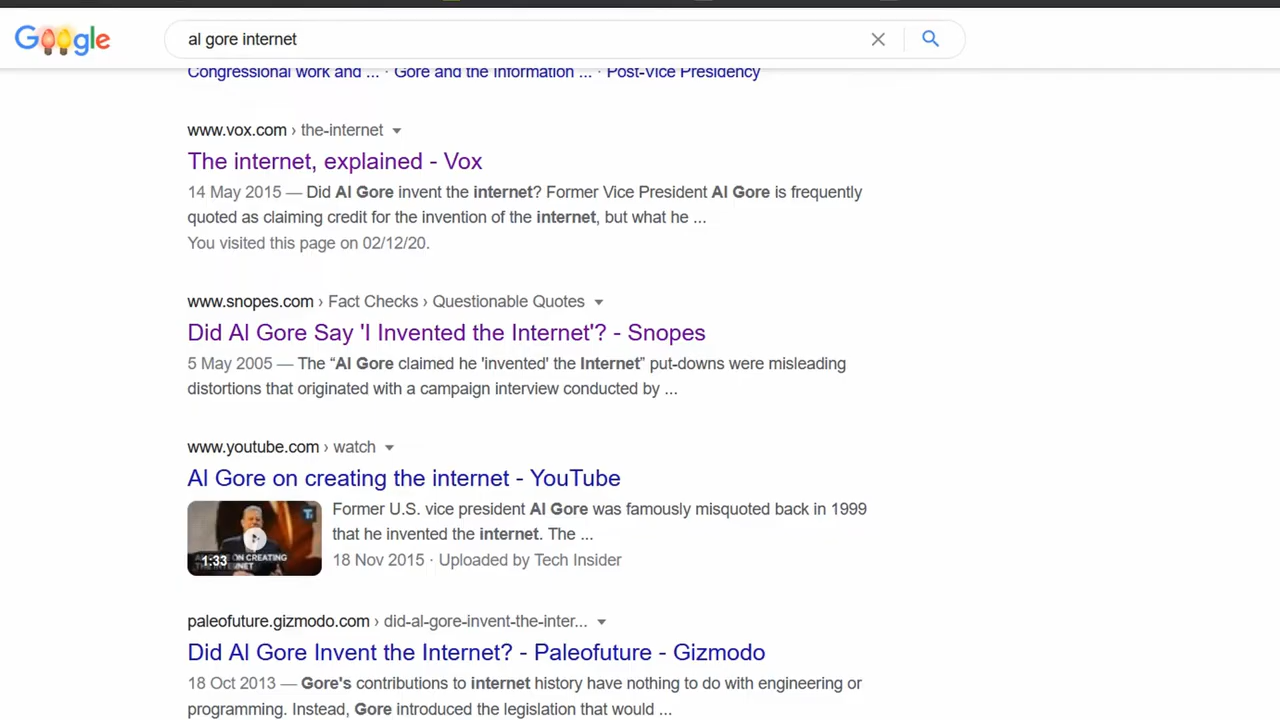 Google
al gore internet
Congressional work and ... · Gore and the Information ... · Post-Vice Presidency
www.vox.com › the-internet
The internet, explained - Vox
14 May 2015 — Did Al Gore invent the internet? Former Vice President Al Gore is frequently
quoted as claiming credit for the invention of the internet, but what he ...
You visited this page on 02/12/20.
www.snopes.com › Fact Checks › Questionable Quotes
Did Al Gore Say 'I Invented the Internet'? - Snopes
5 May 2005 — The “Al Gore claimed he 'invented' the Internet” put-downs were misleading
distortions that originated with a campaign interview conducted by ...
www.youtube.com › watch
Al Gore on creating the internet - YouTube
Former U.S. vice president Al Gore was famously misquoted back in 1999
that he invented the internet. The ...
ON CREATING
1:33
18 Nov 2015 · Uploaded by Tech Insider
paleofuture.gizmodo.com › did-al-gore-invent-the-inter...
Did Al Gore Invent the Internet? - Paleofuture - Gizmodo
18 Oct 2013 — Gore's contributions to internet history have nothing to do with engineering or
programming. Instead, Gore introduced the legislation that would ...